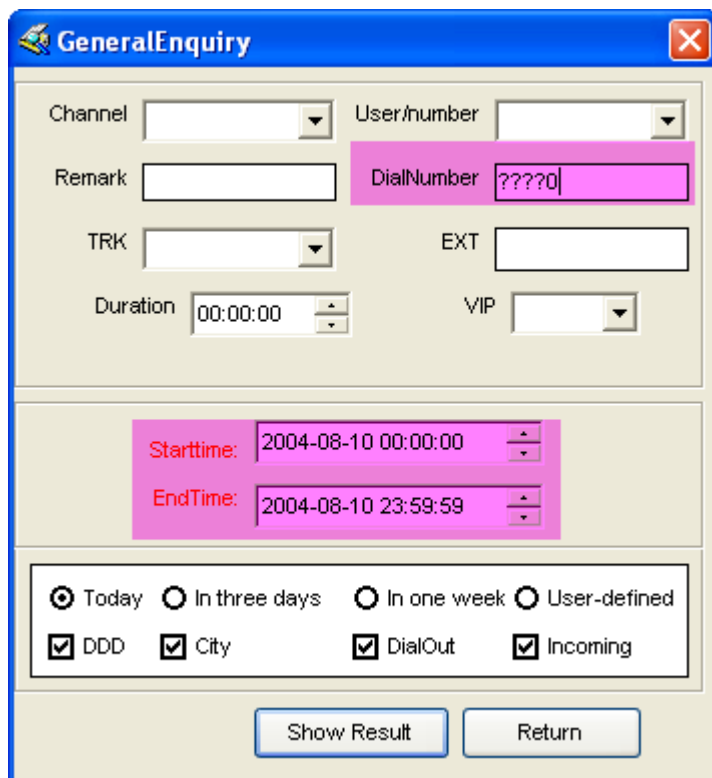 GeneralEnquiry
Channel User/number
Remark DialNumber ????0
TRK EXT
Duration 00:00:00 VIP
Starttime: 2004-08-10 00:00:00
EndTime: 2004-08-10 23:59:59
Today In three days In one week User-defined
DDD City DialOut Incoming
Show Result Return